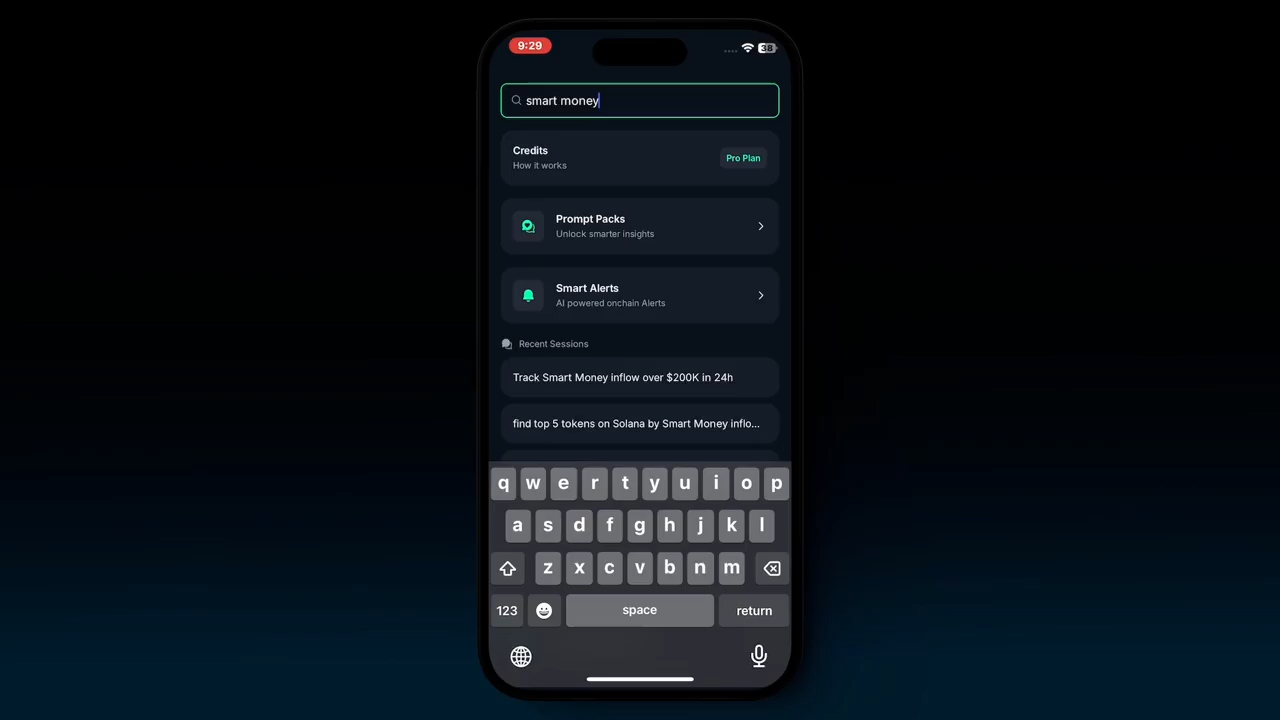 9:29
38
smart money
Credits
How it works
Pro Plan
Prompt Packs
Unlock smarter insights
Smart Alerts
AI powered onchain Alerts
Recent Sessions
Track Smart Money inflow over $200K in 24h
find top 5 tokens on Solana by Smart Money inflo...
q w e r t y u i o p
a s d f g h j k l
z x c v b n m
123 space return